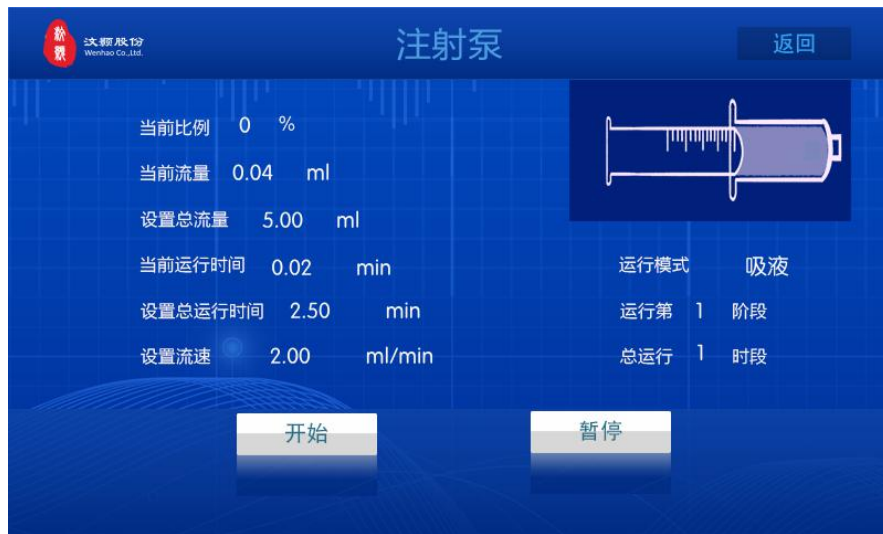 汶颢股份
Wenhao Co.,Ltd.
注射泵
返回
当前比例 0 %
当前流量 0.04 ml
设置总流量 5.00 ml
当前运行时间 0.02 min
运行模式 吸液
设置总运行时间 2.50 min
运行第 1 阶段
设置流速 2.00 ml/min
总运行 1 时段
开始
暂停